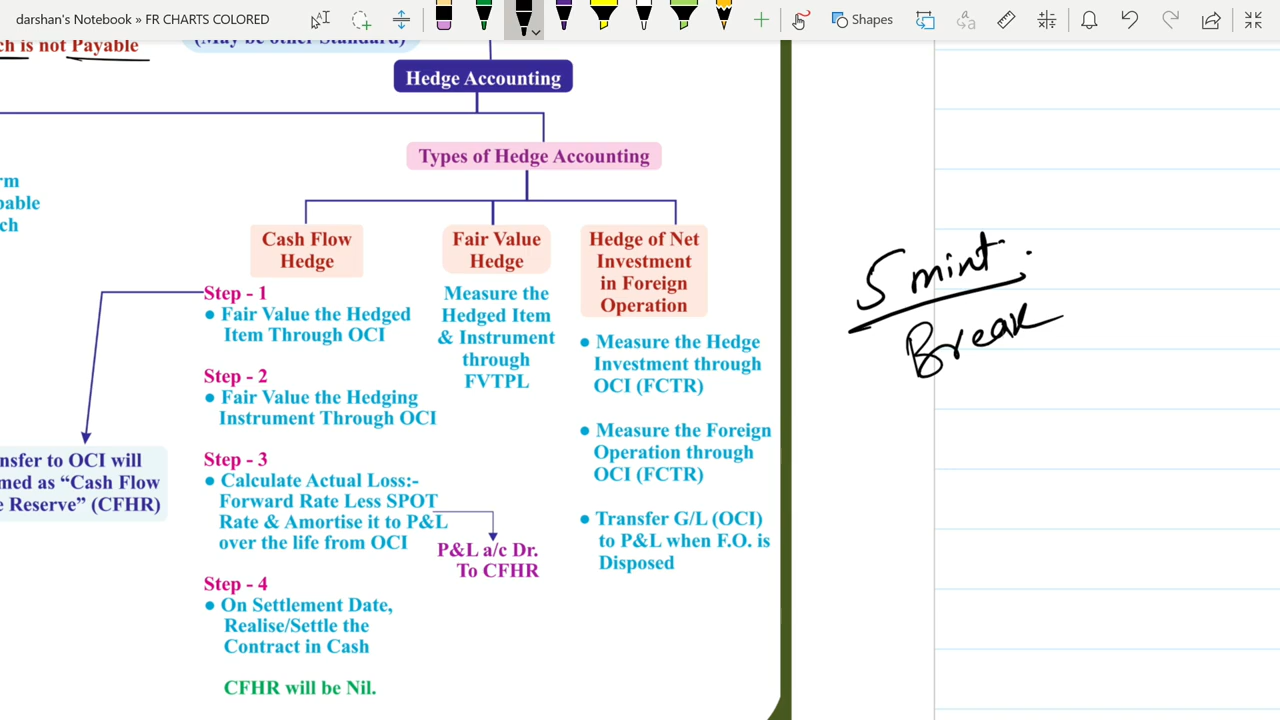 darshan's Notebook » FR CHARTS COLORED
Shapes
ch is not Payable
(May be other Standard)
Hedge Accounting
Types of Hedge Accounting
rm
pable
ch
Cash Flow
Hedge
Fair Value
Hedge
Hedge of Net
Investment
in Foreign
Operation
Step - 1
● Fair Value the Hedged
Item Through OCI
Step - 2
● Fair Value the Hedging
Instrument Through OCI
Step - 3
● Calculate Actual Loss:-
Forward Rate Less SPOT
Rate & Amortise it to P&L
over the life from OCI
P&L a/c Dr.
To CFHR
Step - 4
● On Settlement Date,
Realise/Settle the
Contract in Cash
CFHR will be Nil.
Measure the
Hedged Item
& Instrument
through
FVTPL
● Measure the Hedge
Investment through
OCI (FCTR)
● Measure the Foreign
Operation through
OCI (FCTR)
● Transfer G/L (OCI)
to P&L when F.O. is
Disposed
nsfer to OCI will
med as “Cash Flow
e Reserve” (CFHR)
5 mint.
Break